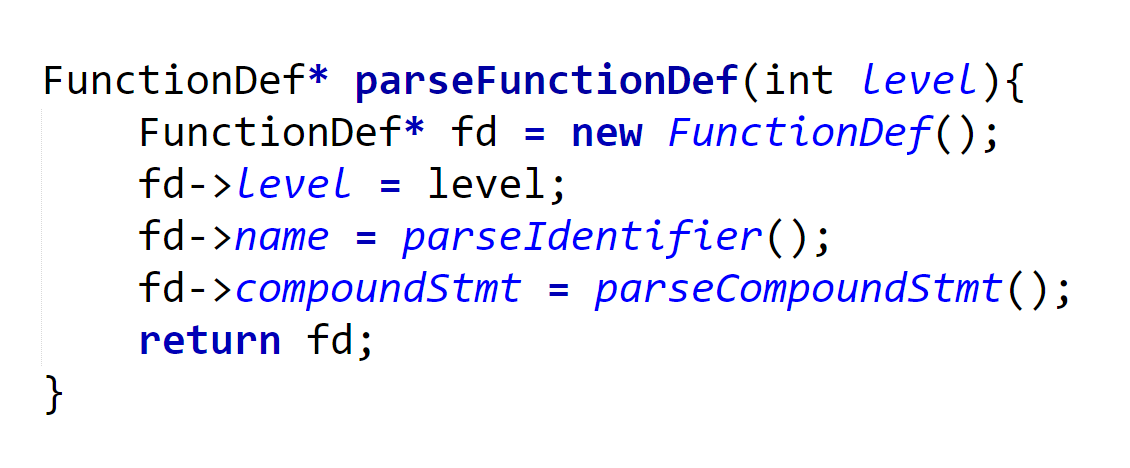 FunctionDef* parseFunctionDef(int level){
    FunctionDef* fd = new FunctionDef();
    fd->level = level;
    fd->name = parseIdentifier();
    fd->compoundStmt = parseCompoundStmt();
    return fd;
}